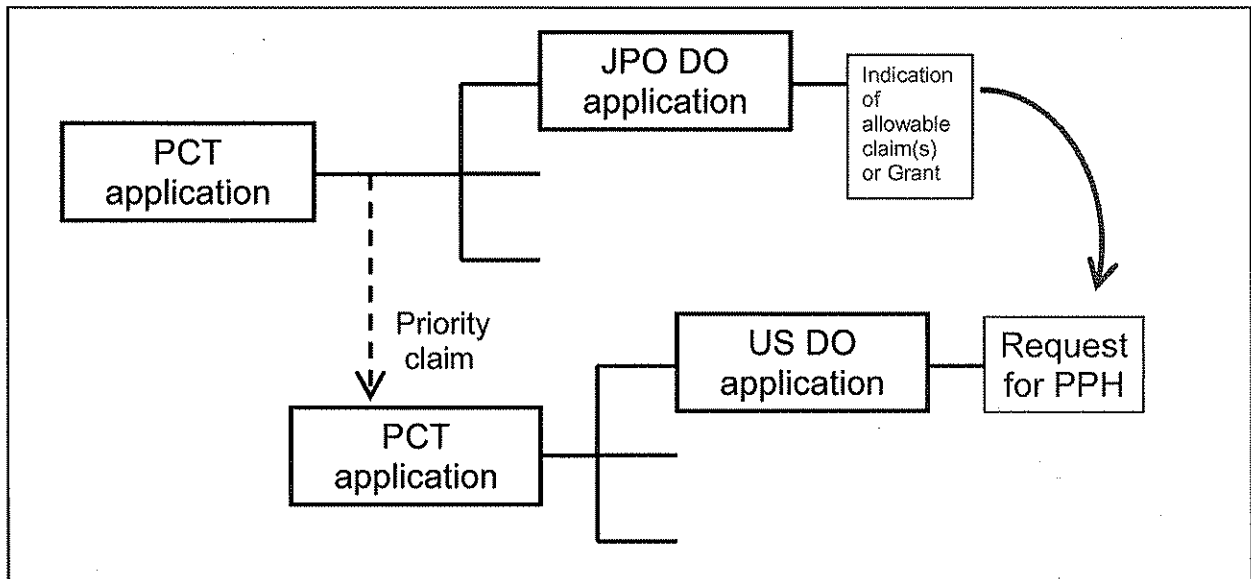 JPO DO
application
Indication
of
allowable
claim(s)
or Grant
PCT
application
Priority
claim
US DO
application
Request
for PPH
PCT
application